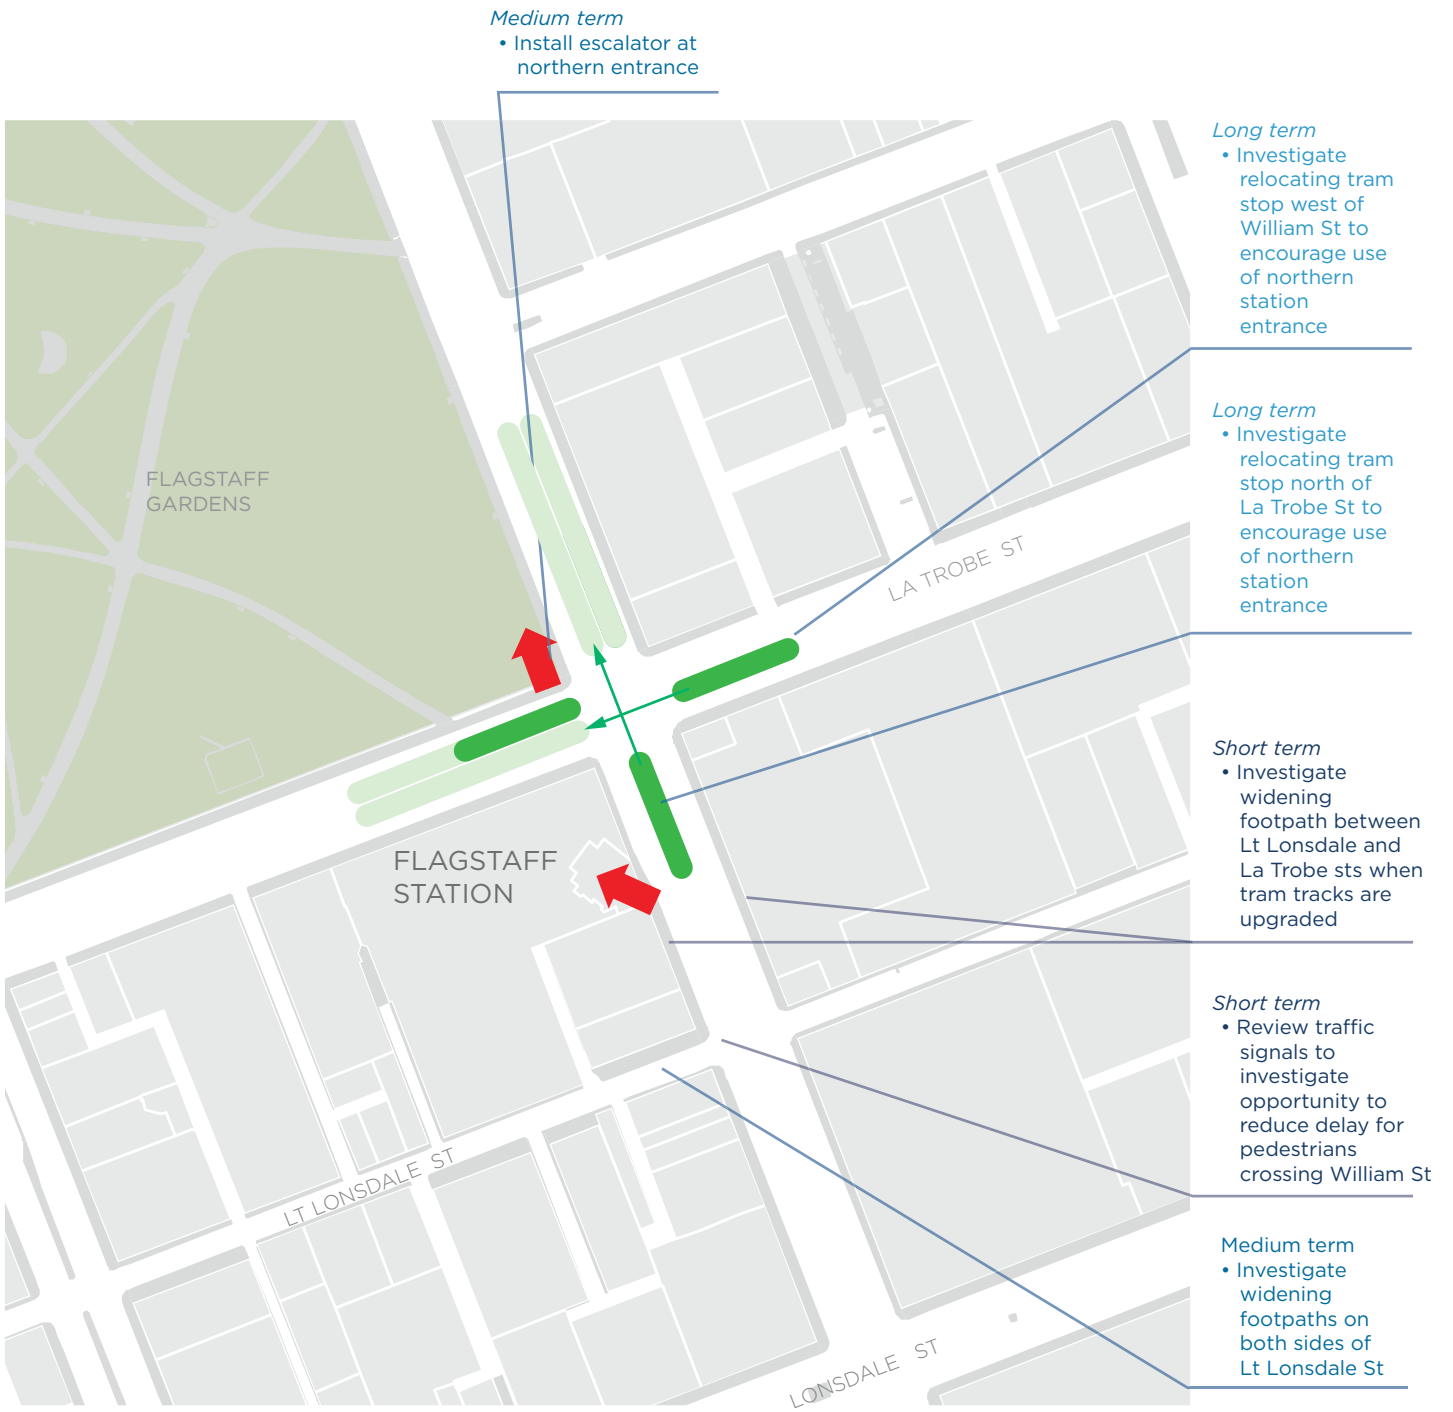 Medium term
• Install escalator at
northern entrance
Long term
• Investigate
relocating tram
stop west of
William St to
encourage use
of northern
station
entrance
Long term
• Investigate
relocating tram
stop north of
La Trobe St to
encourage use
of northern
station
entrance
FLAGSTAFF
GARDENS
LA TROBE ST
Short term
• Investigate
widening
footpath between
Lt Lonsdale and
La Trobe sts when
tram tracks are
upgraded
FLAGSTAFF
STATION
Short term
• Review traffic
signals to
investigate
opportunity to
reduce delay for
pedestrians
crossing William St
LT LONSDALE ST
Medium term
• Investigate
widening
footpaths on
both sides of
Lt Lonsdale St
LONSDALE ST